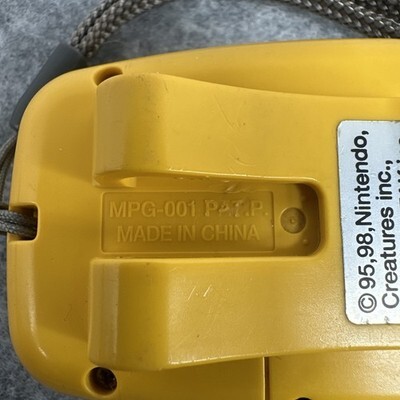 MPG-001 PAT.P.
MADE IN CHINA
© 95,98, Nintendo,
Creatures inc.,